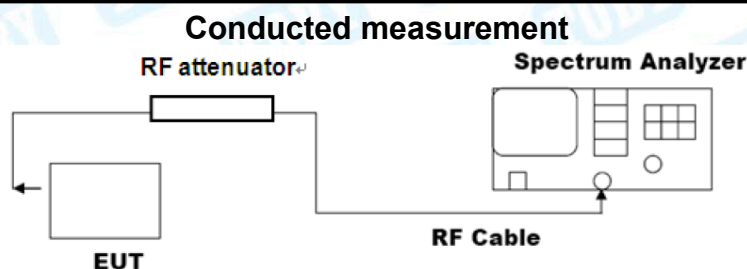 Conducted measurement
RF attenuator↵
Spectrum Analyzer
RF Cable
EUT